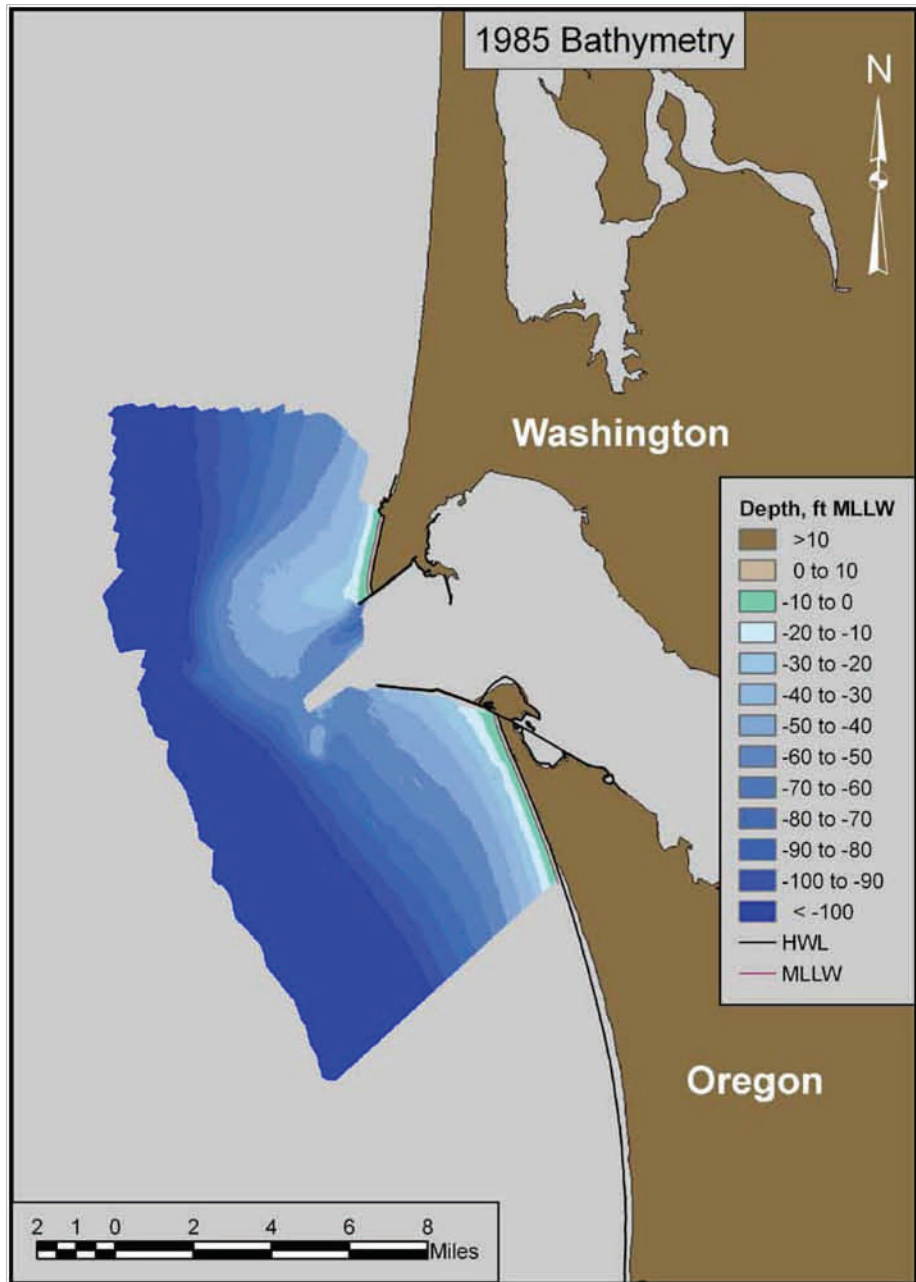 1985 Bathymetry
N
Washington
Depth, ft MLLW
>10
0 to 10
-10 to 0
-20 to -10
-30 to -20
-40 to -30
-50 to -40
-60 to -50
-70 to -60
-80 to -70
-90 to -80
-100 to -90
< -100
HWL
MLLW
Oregon
2 1 0 2 4 6 8
Miles